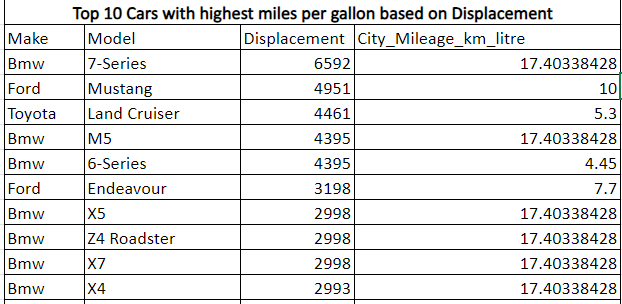 Top 10 Cars with highest miles per gallon based on Displacement
Make Model Displacement City_Mileage_km_litre
Bmw 7-Series 6592 17.40338428
Ford Mustang 4951 10
Toyota Land Cruiser 4461 5.3
Bmw M5 4395 17.40338428
Bmw 6-Series 4395 4.45
Ford Endeavour 3198 7.7
Bmw X5 2998 17.40338428
Bmw Z4 Roadster 2998 17.40338428
Bmw X7 2998 17.40338428
Bmw X4 2993 17.40338428